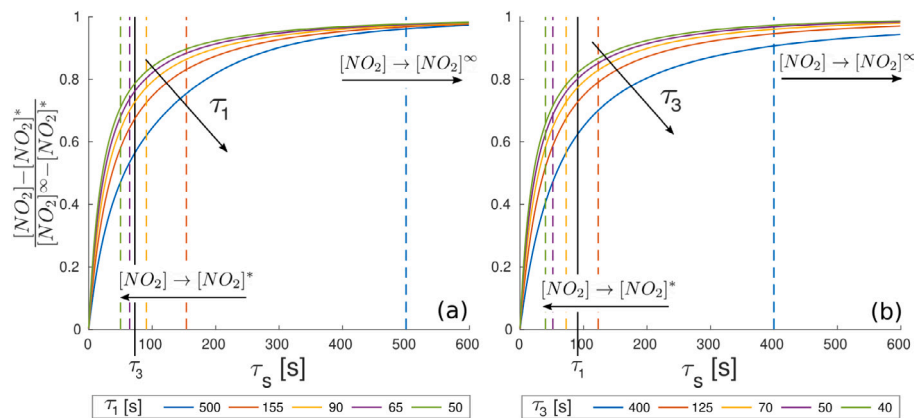 [NO₂]−[NO₂]*
[NO₂]^∞−[NO₂]*
1
0.8
0.6
0.4
0.2
0
[NO₂] → [NO₂]^∞
τ₁
[NO₂] → [NO₂]*
(a)
0 100 200 300 400 500 600
τ₃
τ_s [s]
τ₁ [s] 500 155 90 65 50
1
0.8
0.6
0.4
0.2
0
[NO₂] → [NO₂]^∞
τ₃
[NO₂] → [NO₂]*
(b)
0 100 200 300 400 500 600
τ₁
τ_s [s]
τ₃ [s] 400 125 70 50 40